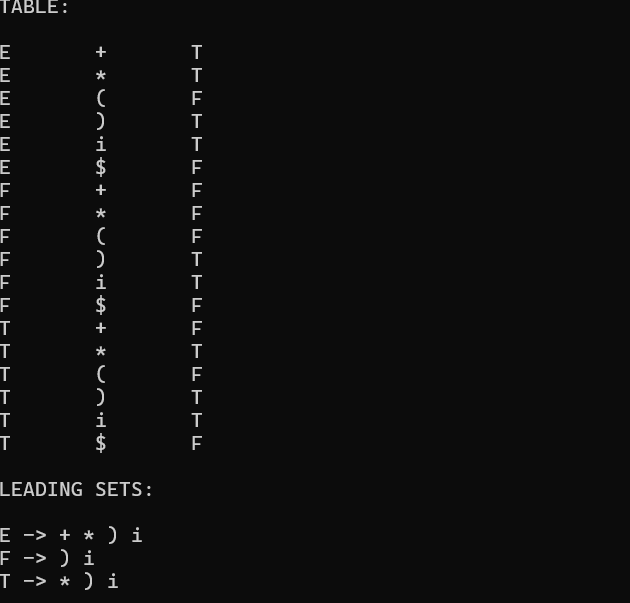 TABLE:
E + T
E * T
E ( F
E ) T
E i T
E $ F
F + F
F * F
F ( F
F ) T
F i T
F $ F
T + F
T * T
T ( F
T ) T
T i T
T $ F
LEADING SETS:
E -> + * ) i
F -> ) i
T -> * ) i